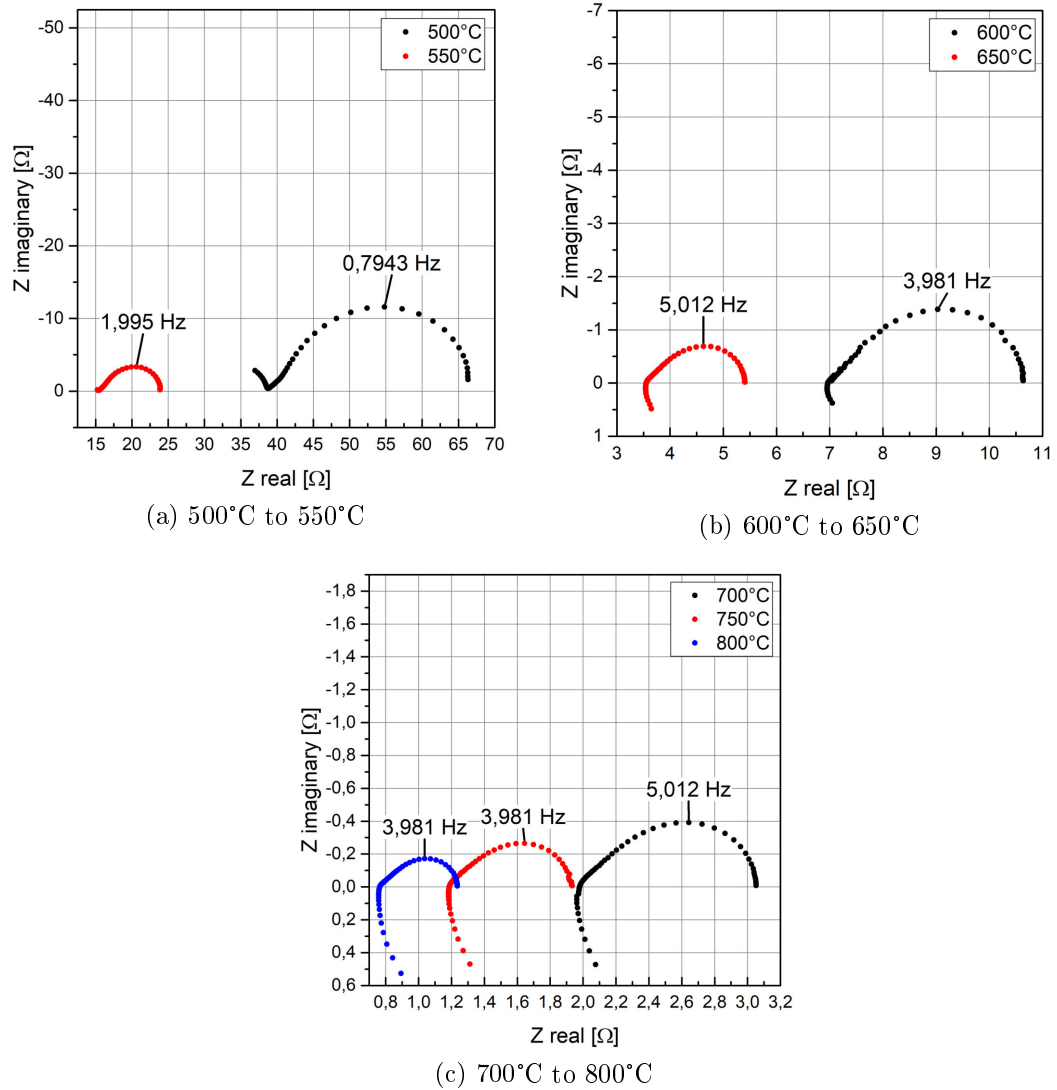 -50
-40
-30
-20
-10
0
15 20 25 30 35 40 45 50 55 60 65 70
Z imaginary [Ω]
Z real [Ω]
500°C
550°C
1,995 Hz
0,7943 Hz
(a) 500°C to 550°C
-7
-6
-5
-4
-3
-2
-1
0
1
3 4 5 6 7 8 9 10 11
Z imaginary [Ω]
Z real [Ω]
600°C
650°C
5,012 Hz
3,981 Hz
(b) 600°C to 650°C
-1,8
-1,6
-1,4
-1,2
-1,0
-0,8
-0,6
-0,4
-0,2
0,0
0,2
0,4
0,6
0,8 1,0 1,2 1,4 1,6 1,8 2,0 2,2 2,4 2,6 2,8 3,0 3,2
Z imaginary [Ω]
Z real [Ω]
700°C
750°C
800°C
3,981 Hz
3,981 Hz
5,012 Hz
(c) 700°C to 800°C